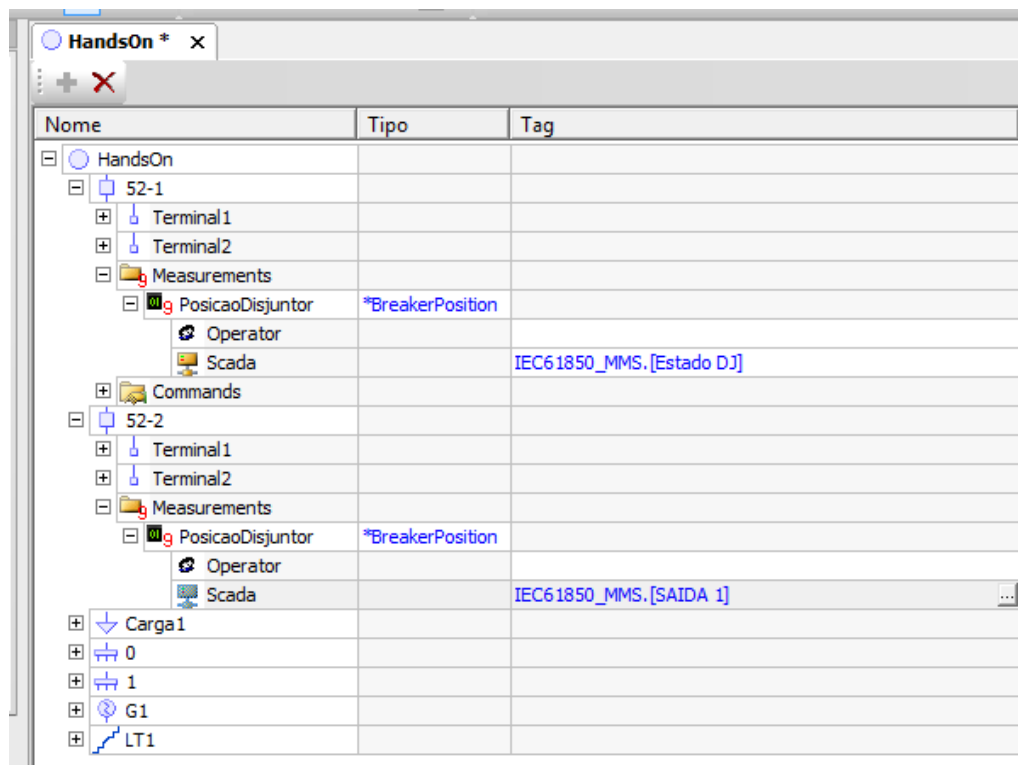 HandsOn *
Nome Tipo Tag
HandsOn
52-1
Terminal1
Terminal2
Measurements
PosicaoDisjuntor *BreakerPosition
Operator
Scada IEC61850_MMS.[Estado DJ]
Commands
52-2
Terminal1
Terminal2
Measurements
PosicaoDisjuntor *BreakerPosition
Operator
Scada IEC61850_MMS.[SAIDA 1] ...
Carga1
0
1
G1
LT1